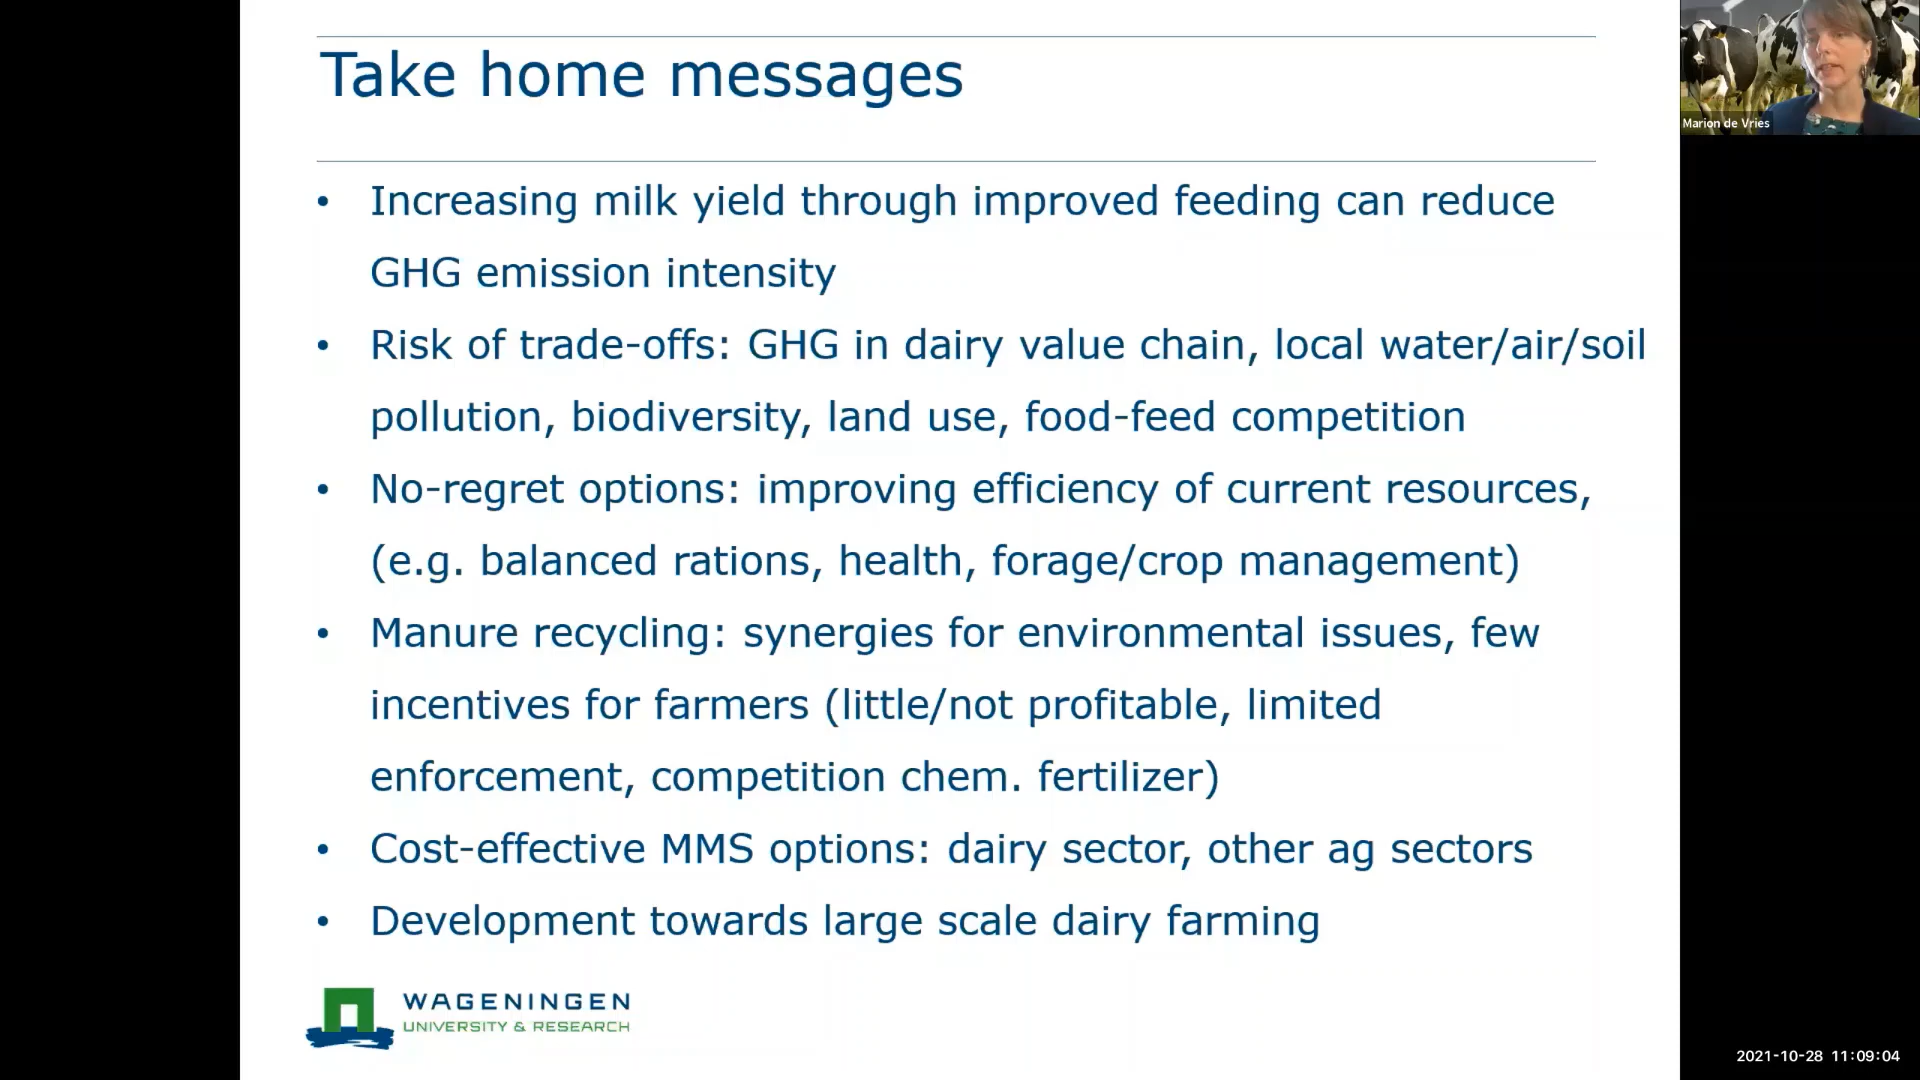 Take home messages
Marion de Vries
• Increasing milk yield through improved feeding can reduce
GHG emission intensity
• Risk of trade-offs: GHG in dairy value chain, local water/air/soil
pollution, biodiversity, land use, food-feed competition
• No-regret options: improving efficiency of current resources,
(e.g. balanced rations, health, forage/crop management)
• Manure recycling: synergies for environmental issues, few
incentives for farmers (little/not profitable, limited
enforcement, competition chem. fertilizer)
• Cost-effective MMS options: dairy sector, other ag sectors
• Development towards large scale dairy farming
WAGENINGEN
UNIVERSITY & RESEARCH
2021-10-28 11:09:04